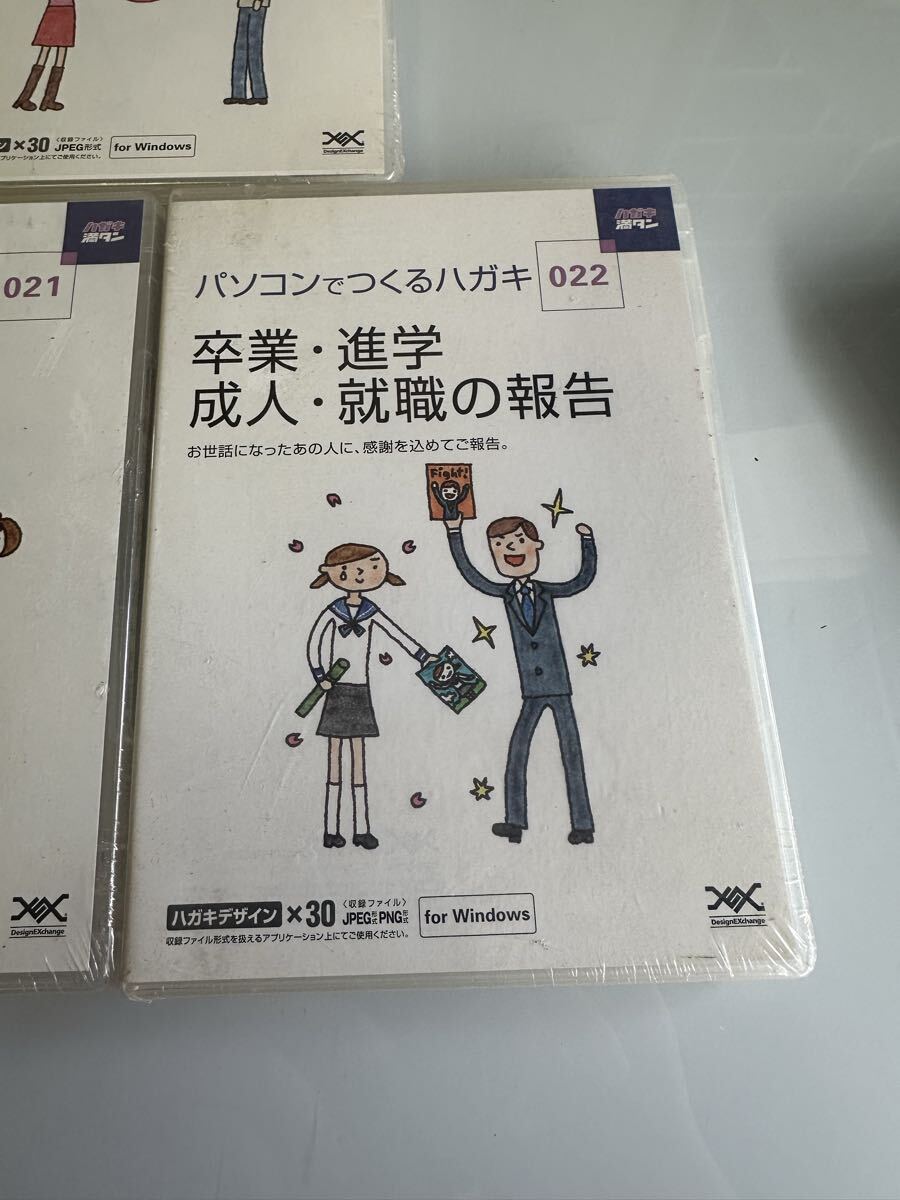 ン×30
〈収録ファイル〉
JPEG形式
for Windows
プリケーション上にてご使用ください。
DesignEXchange
ハガキ
満タン
021
DesignEXchange
ハガキ
満タン
パソコンでつくるハガキ
022
卒業・進学
成人・就職の報告
お世話になったあの人に、感謝を込めてご報告。
Fight!
ハガキデザイン×30
〈収録ファイル〉
JPEG形式PNG形式
for Windows
収録ファイル形式を扱えるアプリケーション上にてご使用ください。
DesignEXchange